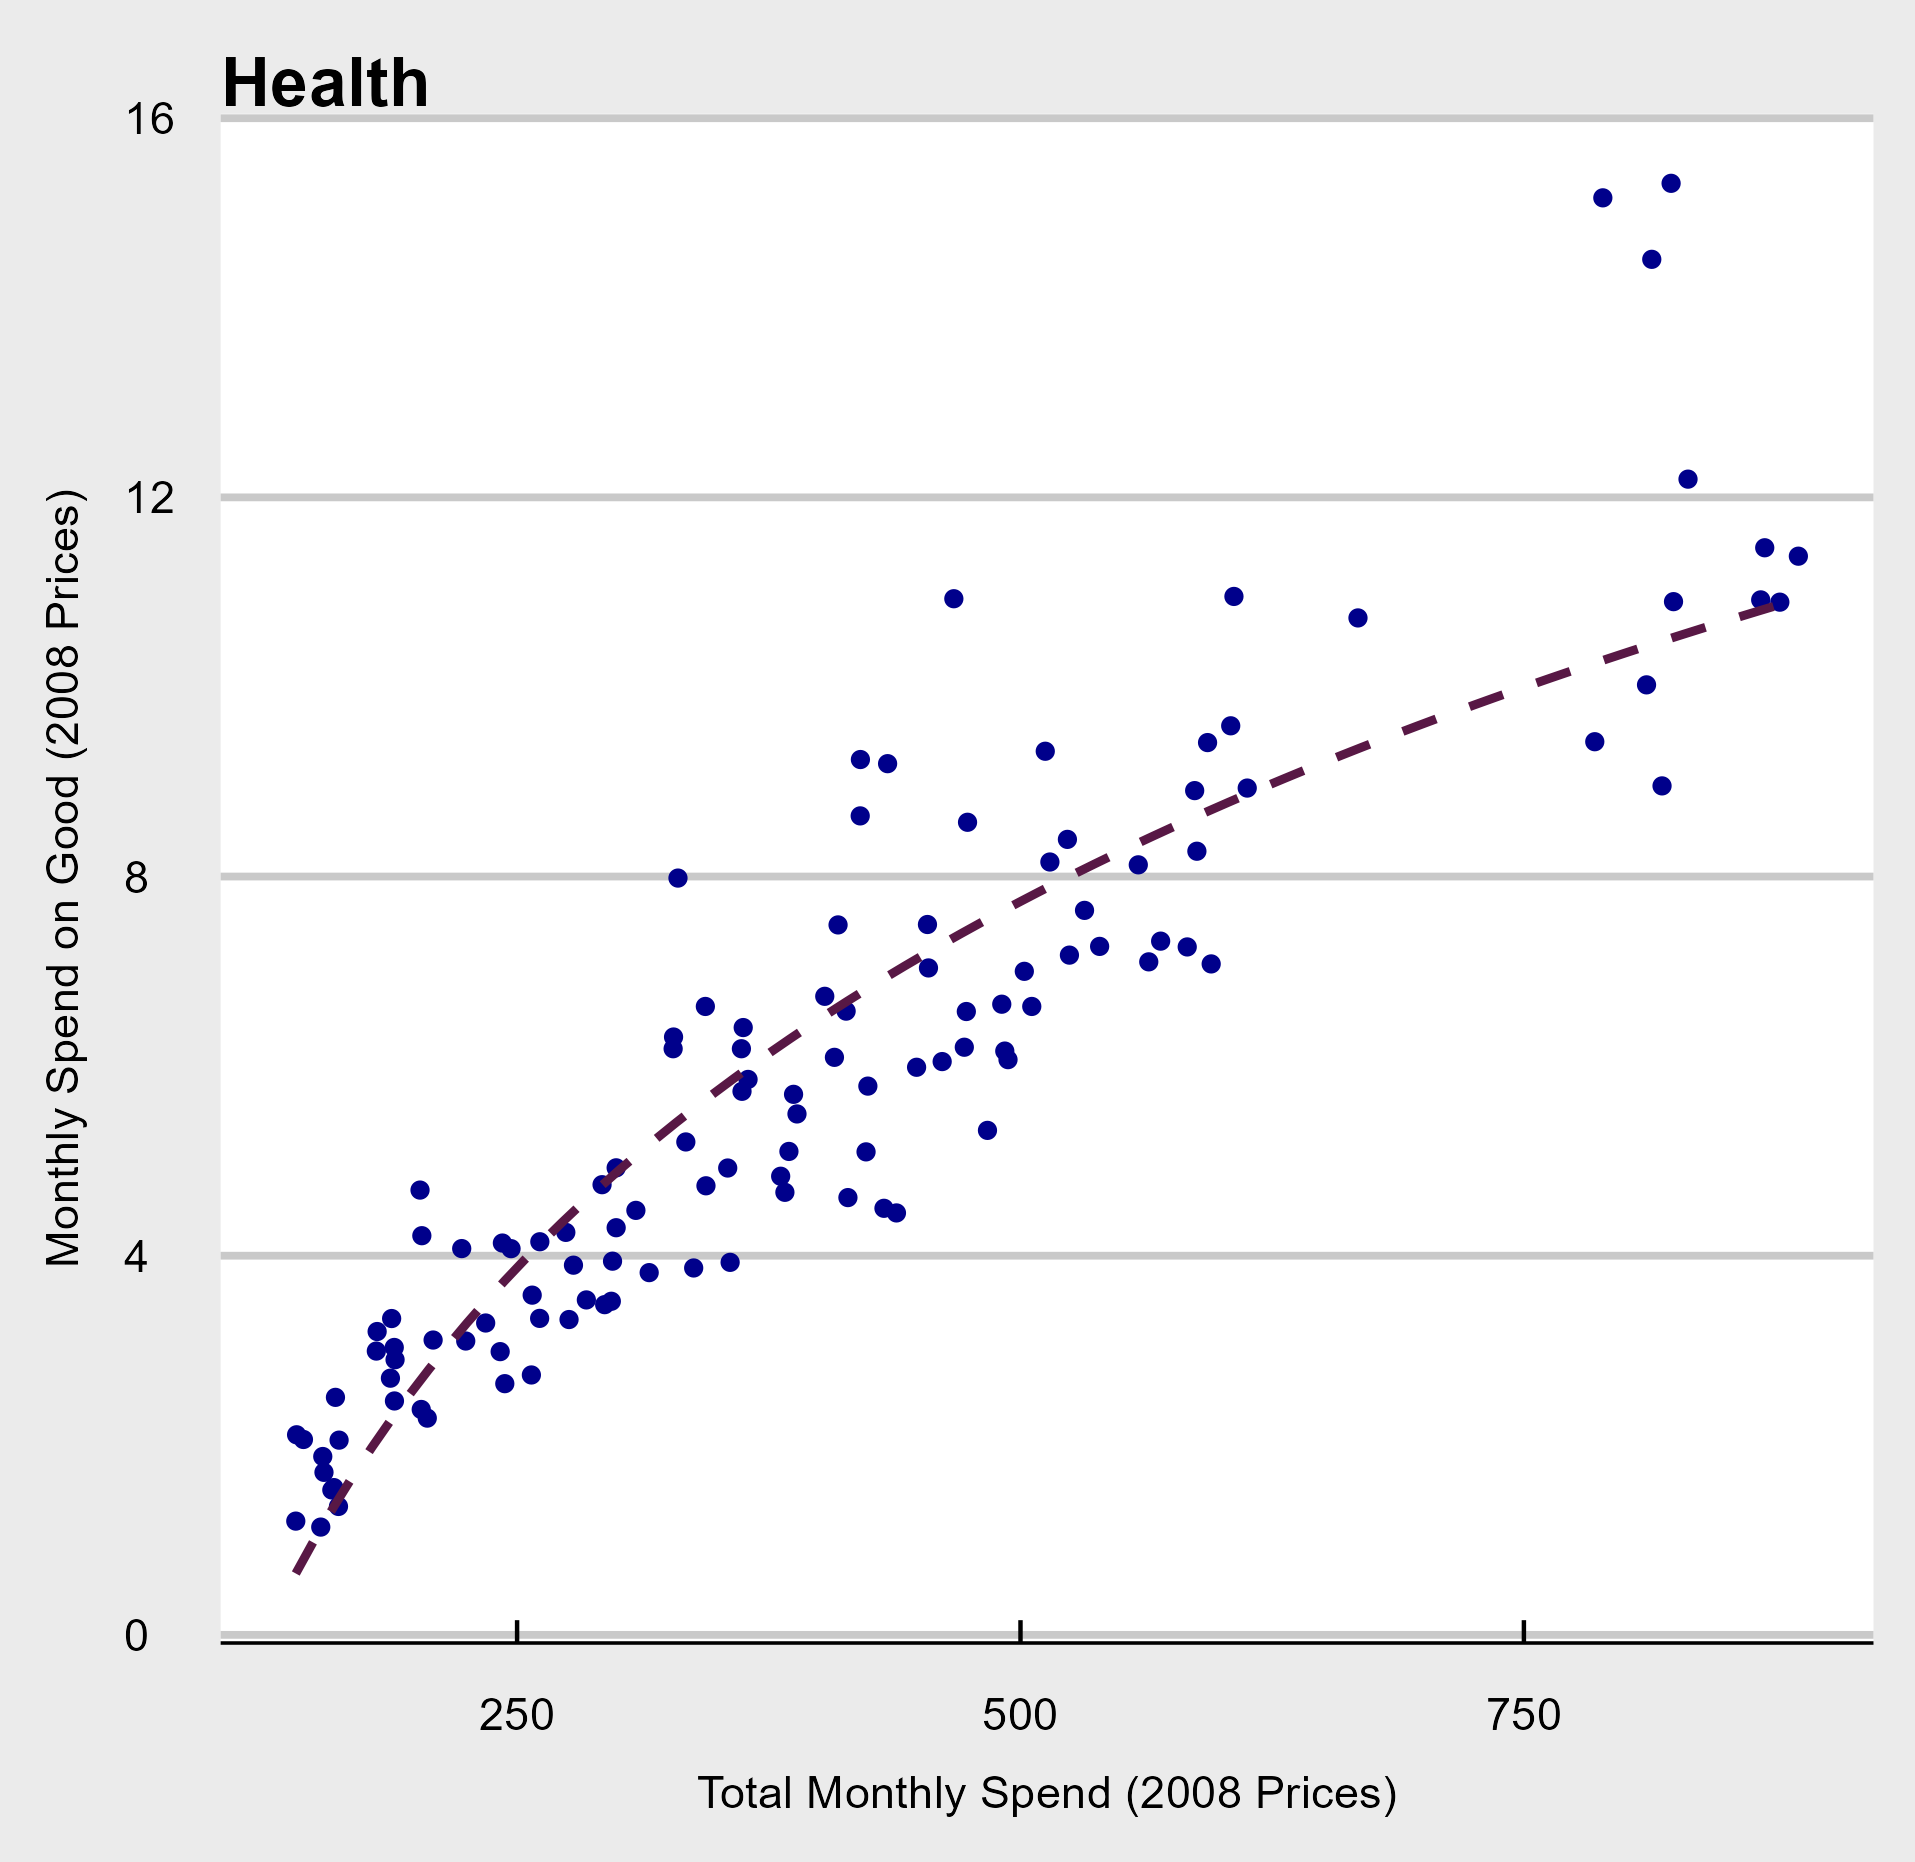 Health
16
12
8
4
0
Monthly Spend on Good (2008 Prices)
250 500 750
Total Monthly Spend (2008 Prices)